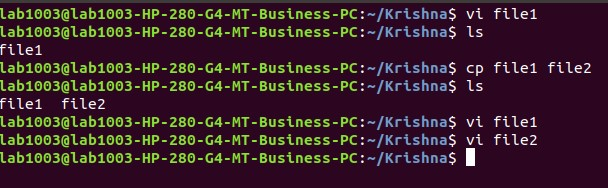 lab1003@lab1003-HP-280-G4-MT-Business-PC:~/Krishna$ vi file1
lab1003@lab1003-HP-280-G4-MT-Business-PC:~/Krishna$ ls
file1
lab1003@lab1003-HP-280-G4-MT-Business-PC:~/Krishna$ cp file1 file2
lab1003@lab1003-HP-280-G4-MT-Business-PC:~/Krishna$ ls
file1  file2
lab1003@lab1003-HP-280-G4-MT-Business-PC:~/Krishna$ vi file1
lab1003@lab1003-HP-280-G4-MT-Business-PC:~/Krishna$ vi file2
lab1003@lab1003-HP-280-G4-MT-Business-PC:~/Krishna$